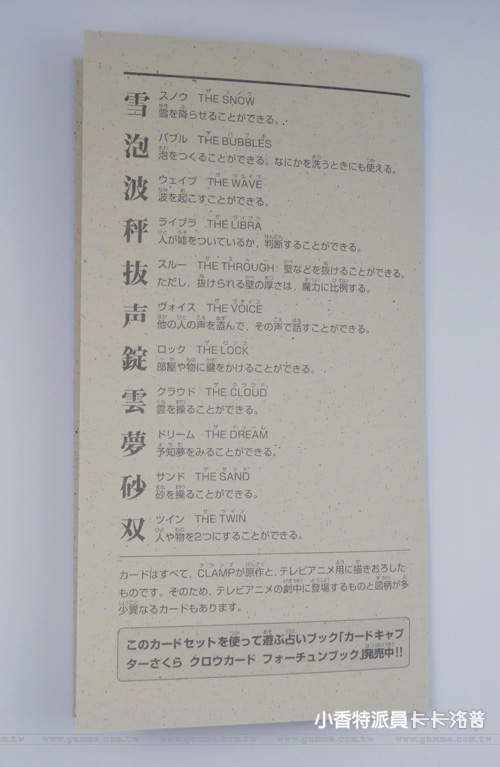 雪 スノウ THE SNOW
雪を降らせることができる。
泡 バブル THE BUBBLES
泡をつくることができる。なにかを洗うときにも使える。
波 ウェイブ THE WAVE
波を起こすことができる。
秤 ライブラ THE LIBRA
人が嘘をついているか、判断することができる。
抜 スルー THE THROUGH 壁などを抜けることができる。
ただし、抜けられる壁の厚さは、魔力に比例する。
声 ヴォイス THE VOICE
他の人の声を盗んで、その声で話すことができる。
錠 ロック THE LOCK
部屋や物に鍵をかけることができる。
雲 クラウド THE CLOUD
雲を操ることができる。
夢 ドリーム THE DREAM
予知夢をみることができる。
砂 サンド THE SAND
砂を操ることができる。
双 ツイン THE TWIN
人や物を2つにすることができる。
カードはすべて、CLAMPが原作と、テレビアニメ用に描きおろした
ものです。そのため、テレビアニメの劇中に登場するものと図柄が多
少異なるカードもあります。
このカードセットを使って遊ぶ占いブック「カードキャプ
ターさくら クロウカード フォーチュンブック」発売中!!
小香特派員卡卡‧洛普